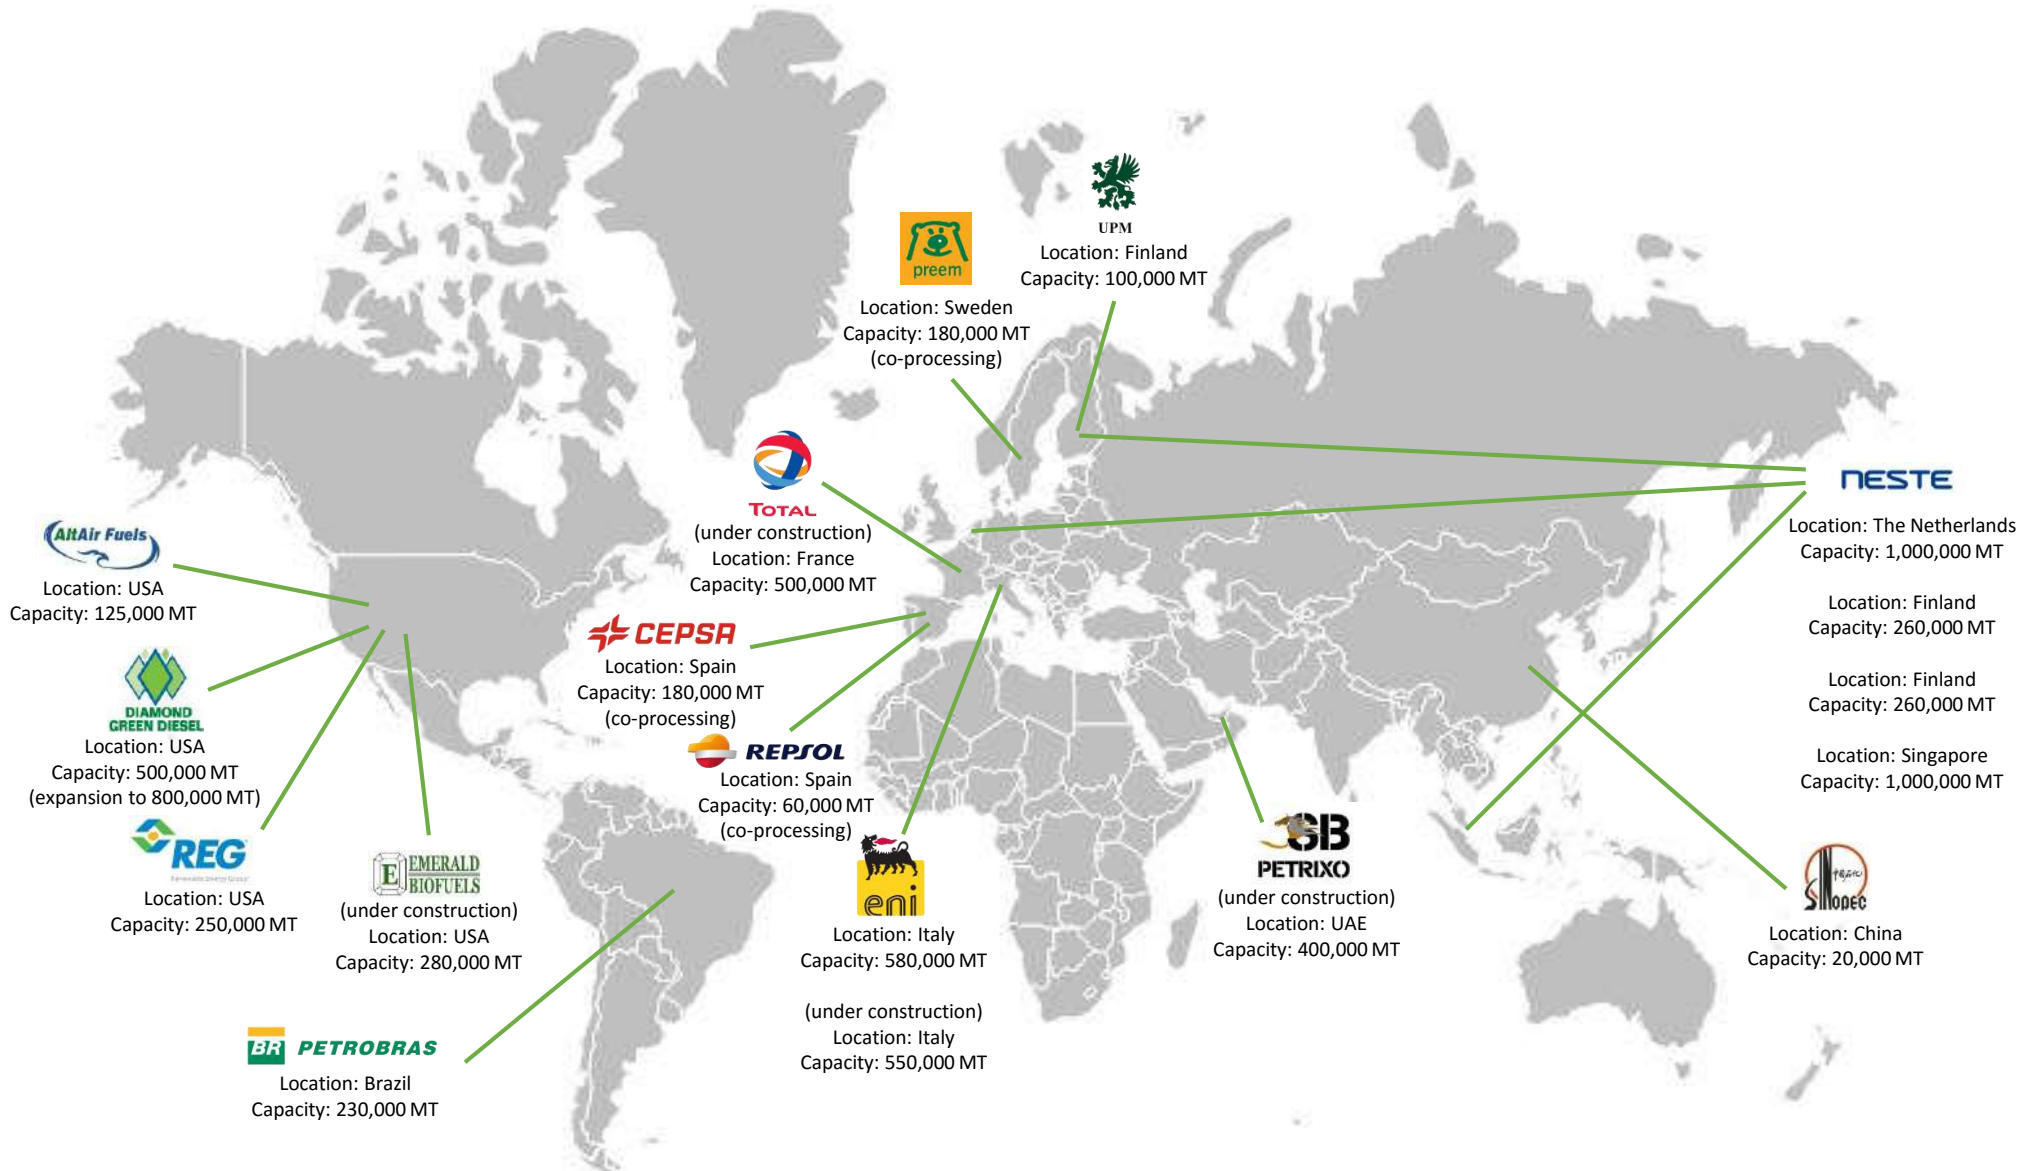 UPM
Location: Finland
Capacity: 100,000 MT
preem
Location: Sweden
Capacity: 180,000 MT
(co-processing)
TOTAL
(under construction)
Location: France
Capacity: 500,000 MT
NESTE
Location: The Netherlands
Capacity: 1,000,000 MT
Location: Finland
Capacity: 260,000 MT
Location: Finland
Capacity: 260,000 MT
Location: Singapore
Capacity: 1,000,000 MT
AltAir Fuels
Location: USA
Capacity: 125,000 MT
CEPSA
Location: Spain
Capacity: 180,000 MT
(co-processing)
DIAMOND
GREEN DIESEL
Location: USA
Capacity: 500,000 MT
(expansion to 800,000 MT)
REPSOL
Location: Spain
Capacity: 60,000 MT
(co-processing)
REG
Renewable Energy Group
Location: USA
Capacity: 250,000 MT
E EMERALD
BIOFUELS
(under construction)
Location: USA
Capacity: 280,000 MT
eni
Location: Italy
Capacity: 580,000 MT
(under construction)
Location: Italy
Capacity: 550,000 MT
PETRIXO
(under construction)
Location: UAE
Capacity: 400,000 MT
SINOPEC
Location: China
Capacity: 20,000 MT
BR PETROBRAS
Location: Brazil
Capacity: 230,000 MT